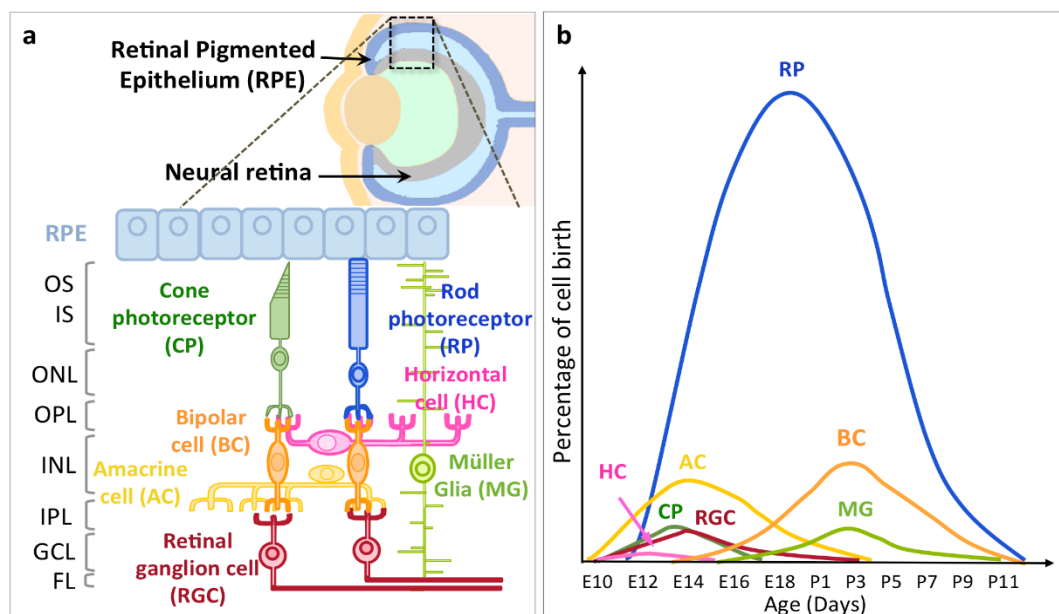 a
Retinal Pigmented
Epithelium (RPE)
Neural retina
RPE
OS
IS
ONL
OPL
INL
IPL
GCL
FL
Cone
photoreceptor
(CP)
Rod
photoreceptor
(RP)
Horizontal
cell (HC)
Bipolar
cell (BC)
Amacrine
cell (AC)
Müller
Glia (MG)
Retinal
ganglion cell
(RGC)
b
Percentage of cell birth
RP
BC
HC
AC
CP
RGC
MG
E10 E12 E14 E16 E18 P1 P3 P5 P7 P9 P11
Age (Days)